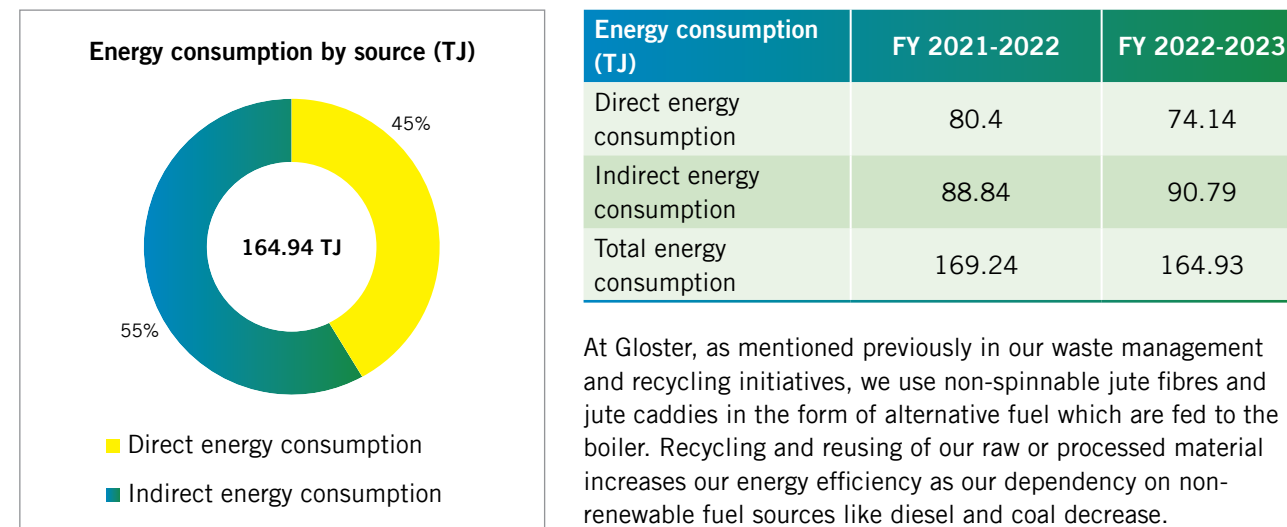 Energy consumption by source (TJ)
45%
164.94 TJ
55%
Direct energy consumption
Indirect energy consumption
Energy consumption (TJ) FY 2021-2022 FY 2022-2023
Direct energy consumption 80.4 74.14
Indirect energy consumption 88.84 90.79
Total energy consumption 169.24 164.93
At Gloster, as mentioned previously in our waste management
and recycling initiatives, we use non-spinnable jute fibres and
jute caddies in the form of alternative fuel which are fed to the
boiler. Recycling and reusing of our raw or processed material
increases our energy efficiency as our dependency on non-
renewable fuel sources like diesel and coal decrease.